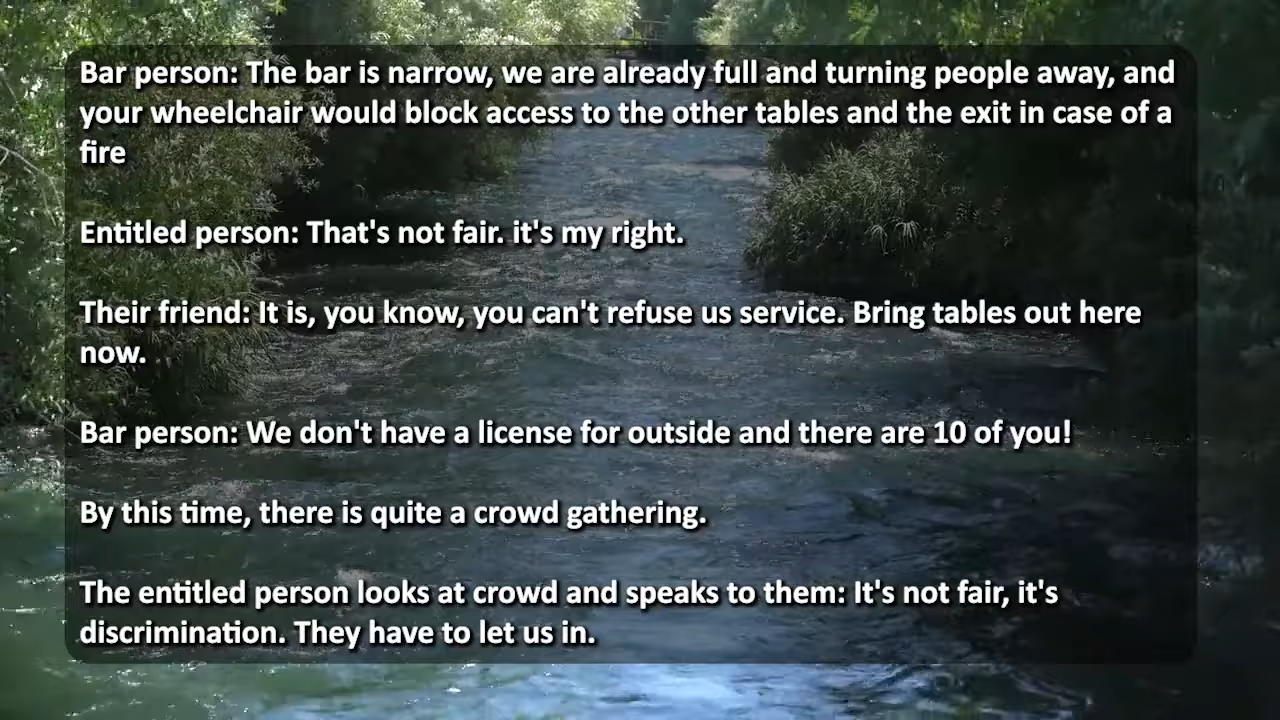 Bar person: The bar is narrow, we are already full and turning people away, and
your wheelchair would block access to the other tables and the exit in case of a
fire
Entitled person: That's not fair. it's my right.
Their friend: It is, you know, you can't refuse us service. Bring tables out here
now.
Bar person: We don't have a license for outside and there are 10 of you!
By this time, there is quite a crowd gathering.
The entitled person looks at crowd and speaks to them: It's not fair, it's
discrimination. They have to let us in.